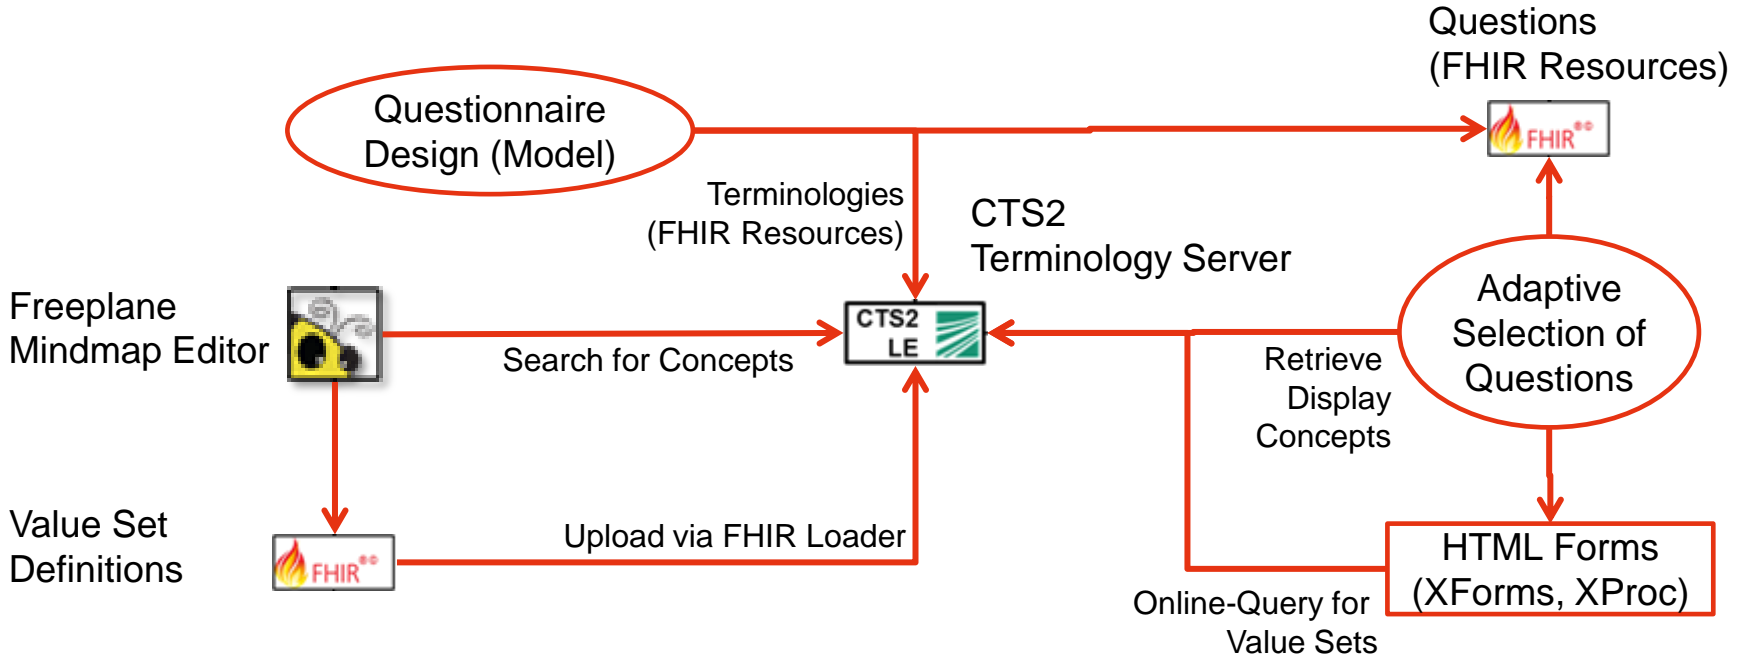 Questions
(FHIR Resources)
FHIR®©
Questionnaire
Design (Model)
Terminologies
(FHIR Resources)
CTS2
Terminology Server
Freeplane
Mindmap Editor
Search for Concepts
CTS2
LE
Adaptive
Selection of
Questions
Retrieve
Display
Concepts
Value Set
Definitions
FHIR®©
Upload via FHIR Loader
HTML Forms
(XForms, XProc)
Online-Query for
Value Sets